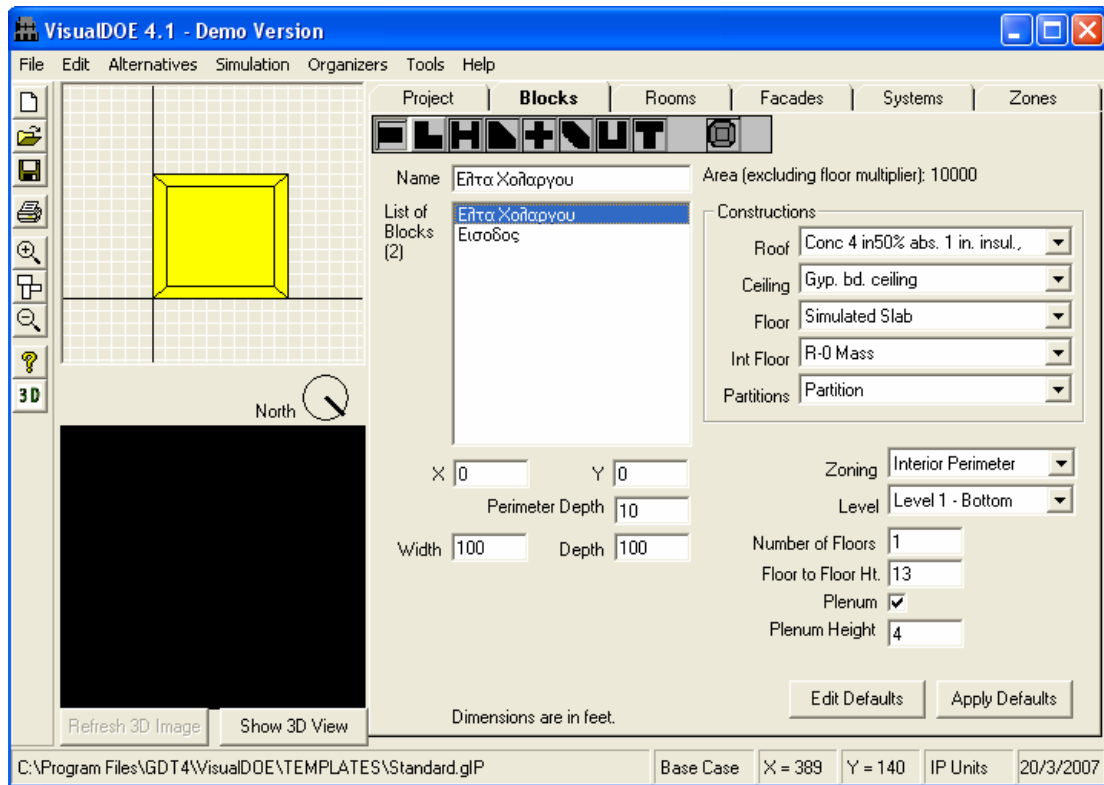 VisualDOE 4.1 - Demo Version
File Edit Alternatives Simulation Organizers Tools Help
Project Blocks Rooms Facades Systems Zones
Name Ελτα Χολαργου
Area (excluding floor multiplier): 10000
List of Blocks (2)
Ελτα Χολαργου
Εισοδος
Constructions
Roof Conc 4 in50% abs. 1 in. insul.,
Ceiling Gyp. bd. ceiling
Floor Simulated Slab
Int Floor R-0 Mass
Partitions Partition
3D
North
X 0 Y 0
Perimeter Depth 10
Width 100 Depth 100
Zoning Interior Perimeter
Level Level 1 - Bottom
Number of Floors 1
Floor to Floor Ht. 13
Plenum
Plenum Height 4
Edit Defaults Apply Defaults
Refresh 3D Image Show 3D View
Dimensions are in feet.
C:\Program Files\GDT4\VisualDOE\TEMPLATES\Standard.gIP Base Case X = 389 Y = 140 IP Units 20/3/2007